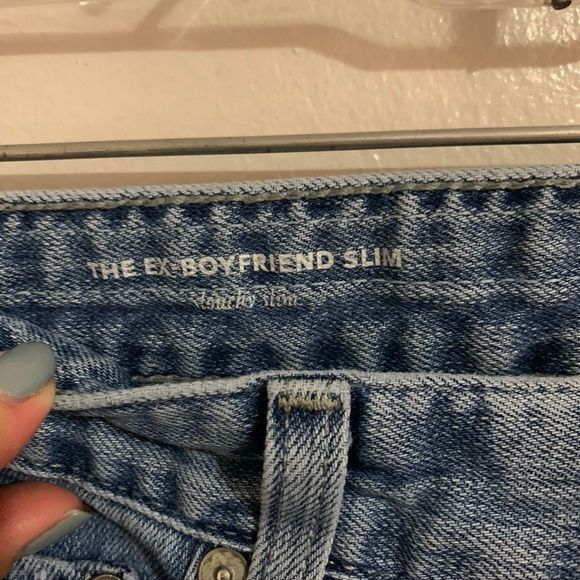 THE EX-BOYFRIEND SLIM
slouchy slim